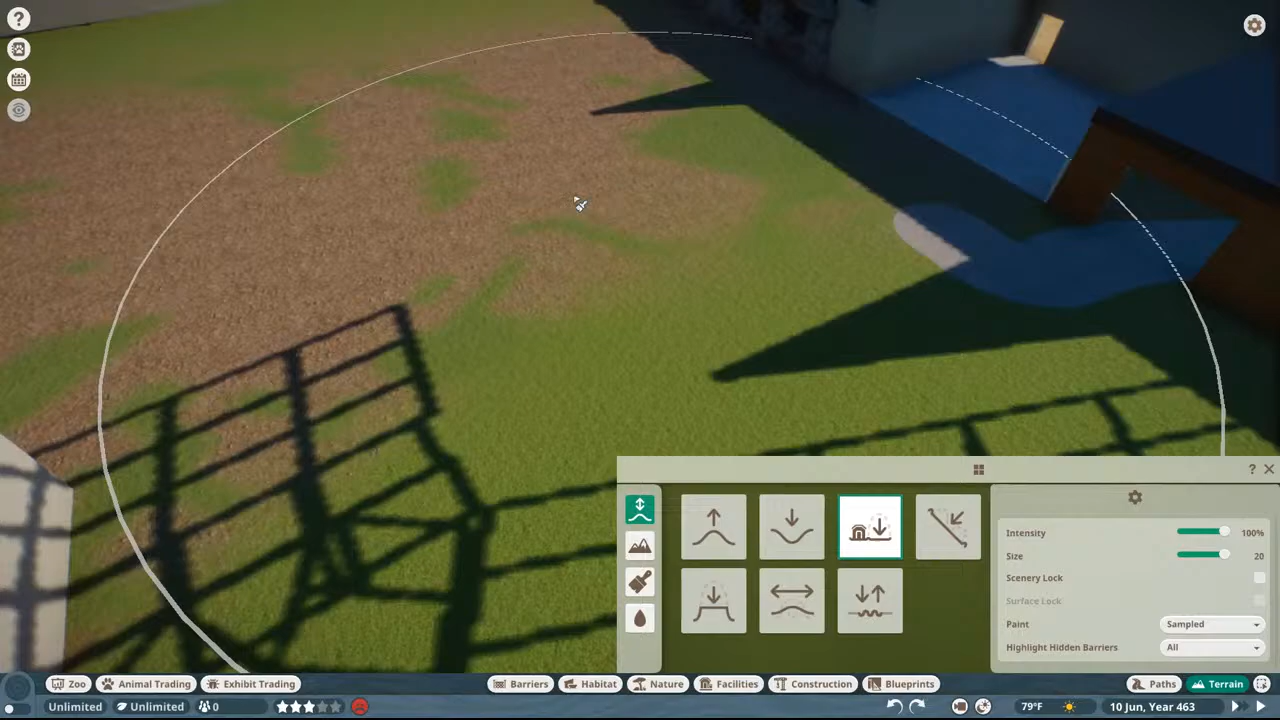 Intensity 100%
Size 20
Scenery Lock
Surface Lock
Paint Sampled
Highlight Hidden Barriers All
Zoo Animal Trading Exhibit Trading Barriers Habitat Nature Facilities Construction Blueprints Paths Terrain
Unlimited Unlimited 0 79°F 10 Jun, Year 463